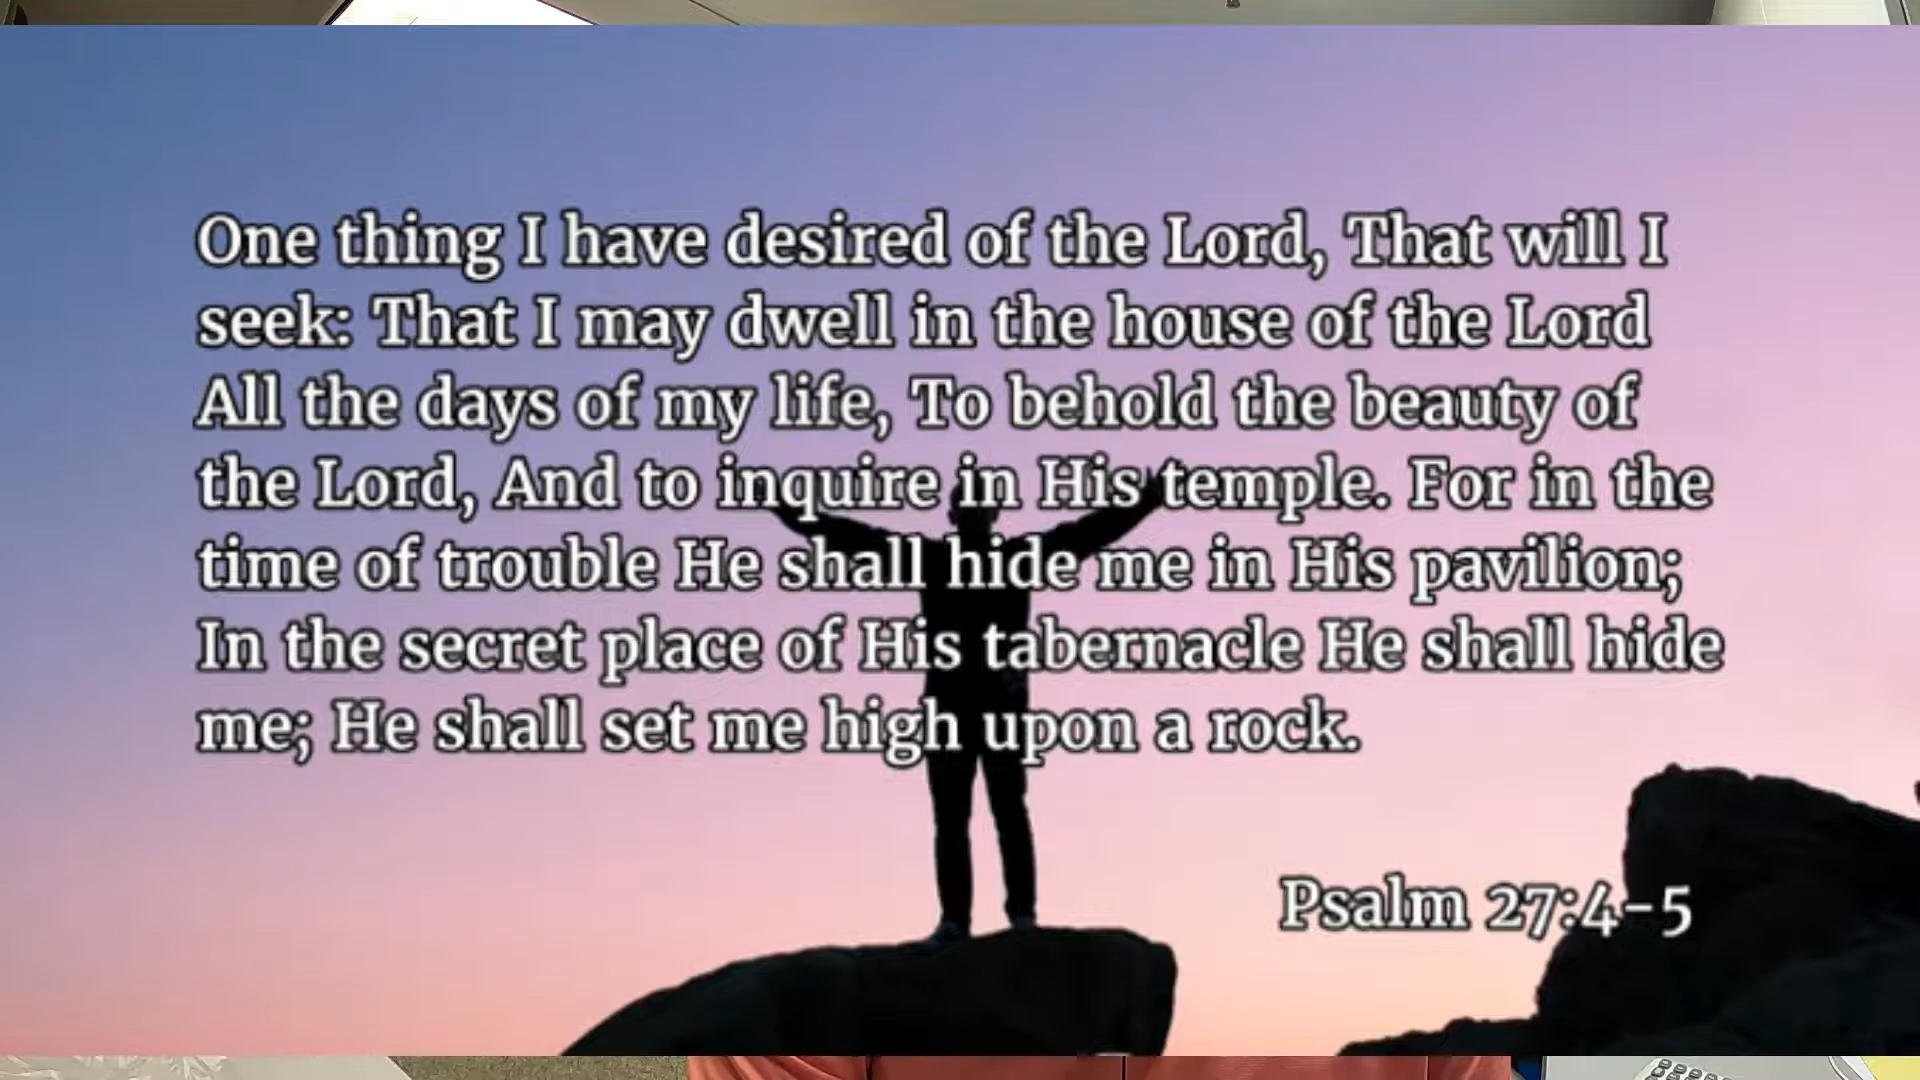 One thing I have desired of the Lord, That will I
seek: That I may dwell in the house of the Lord
All the days of my life, To behold the beauty of
the Lord, And to inquire in His temple. For in the
time of trouble He shall hide me in His pavilion;
In the secret place of His tabernacle He shall hide
me; He shall set me high upon a rock.
Psalm 27:4-5